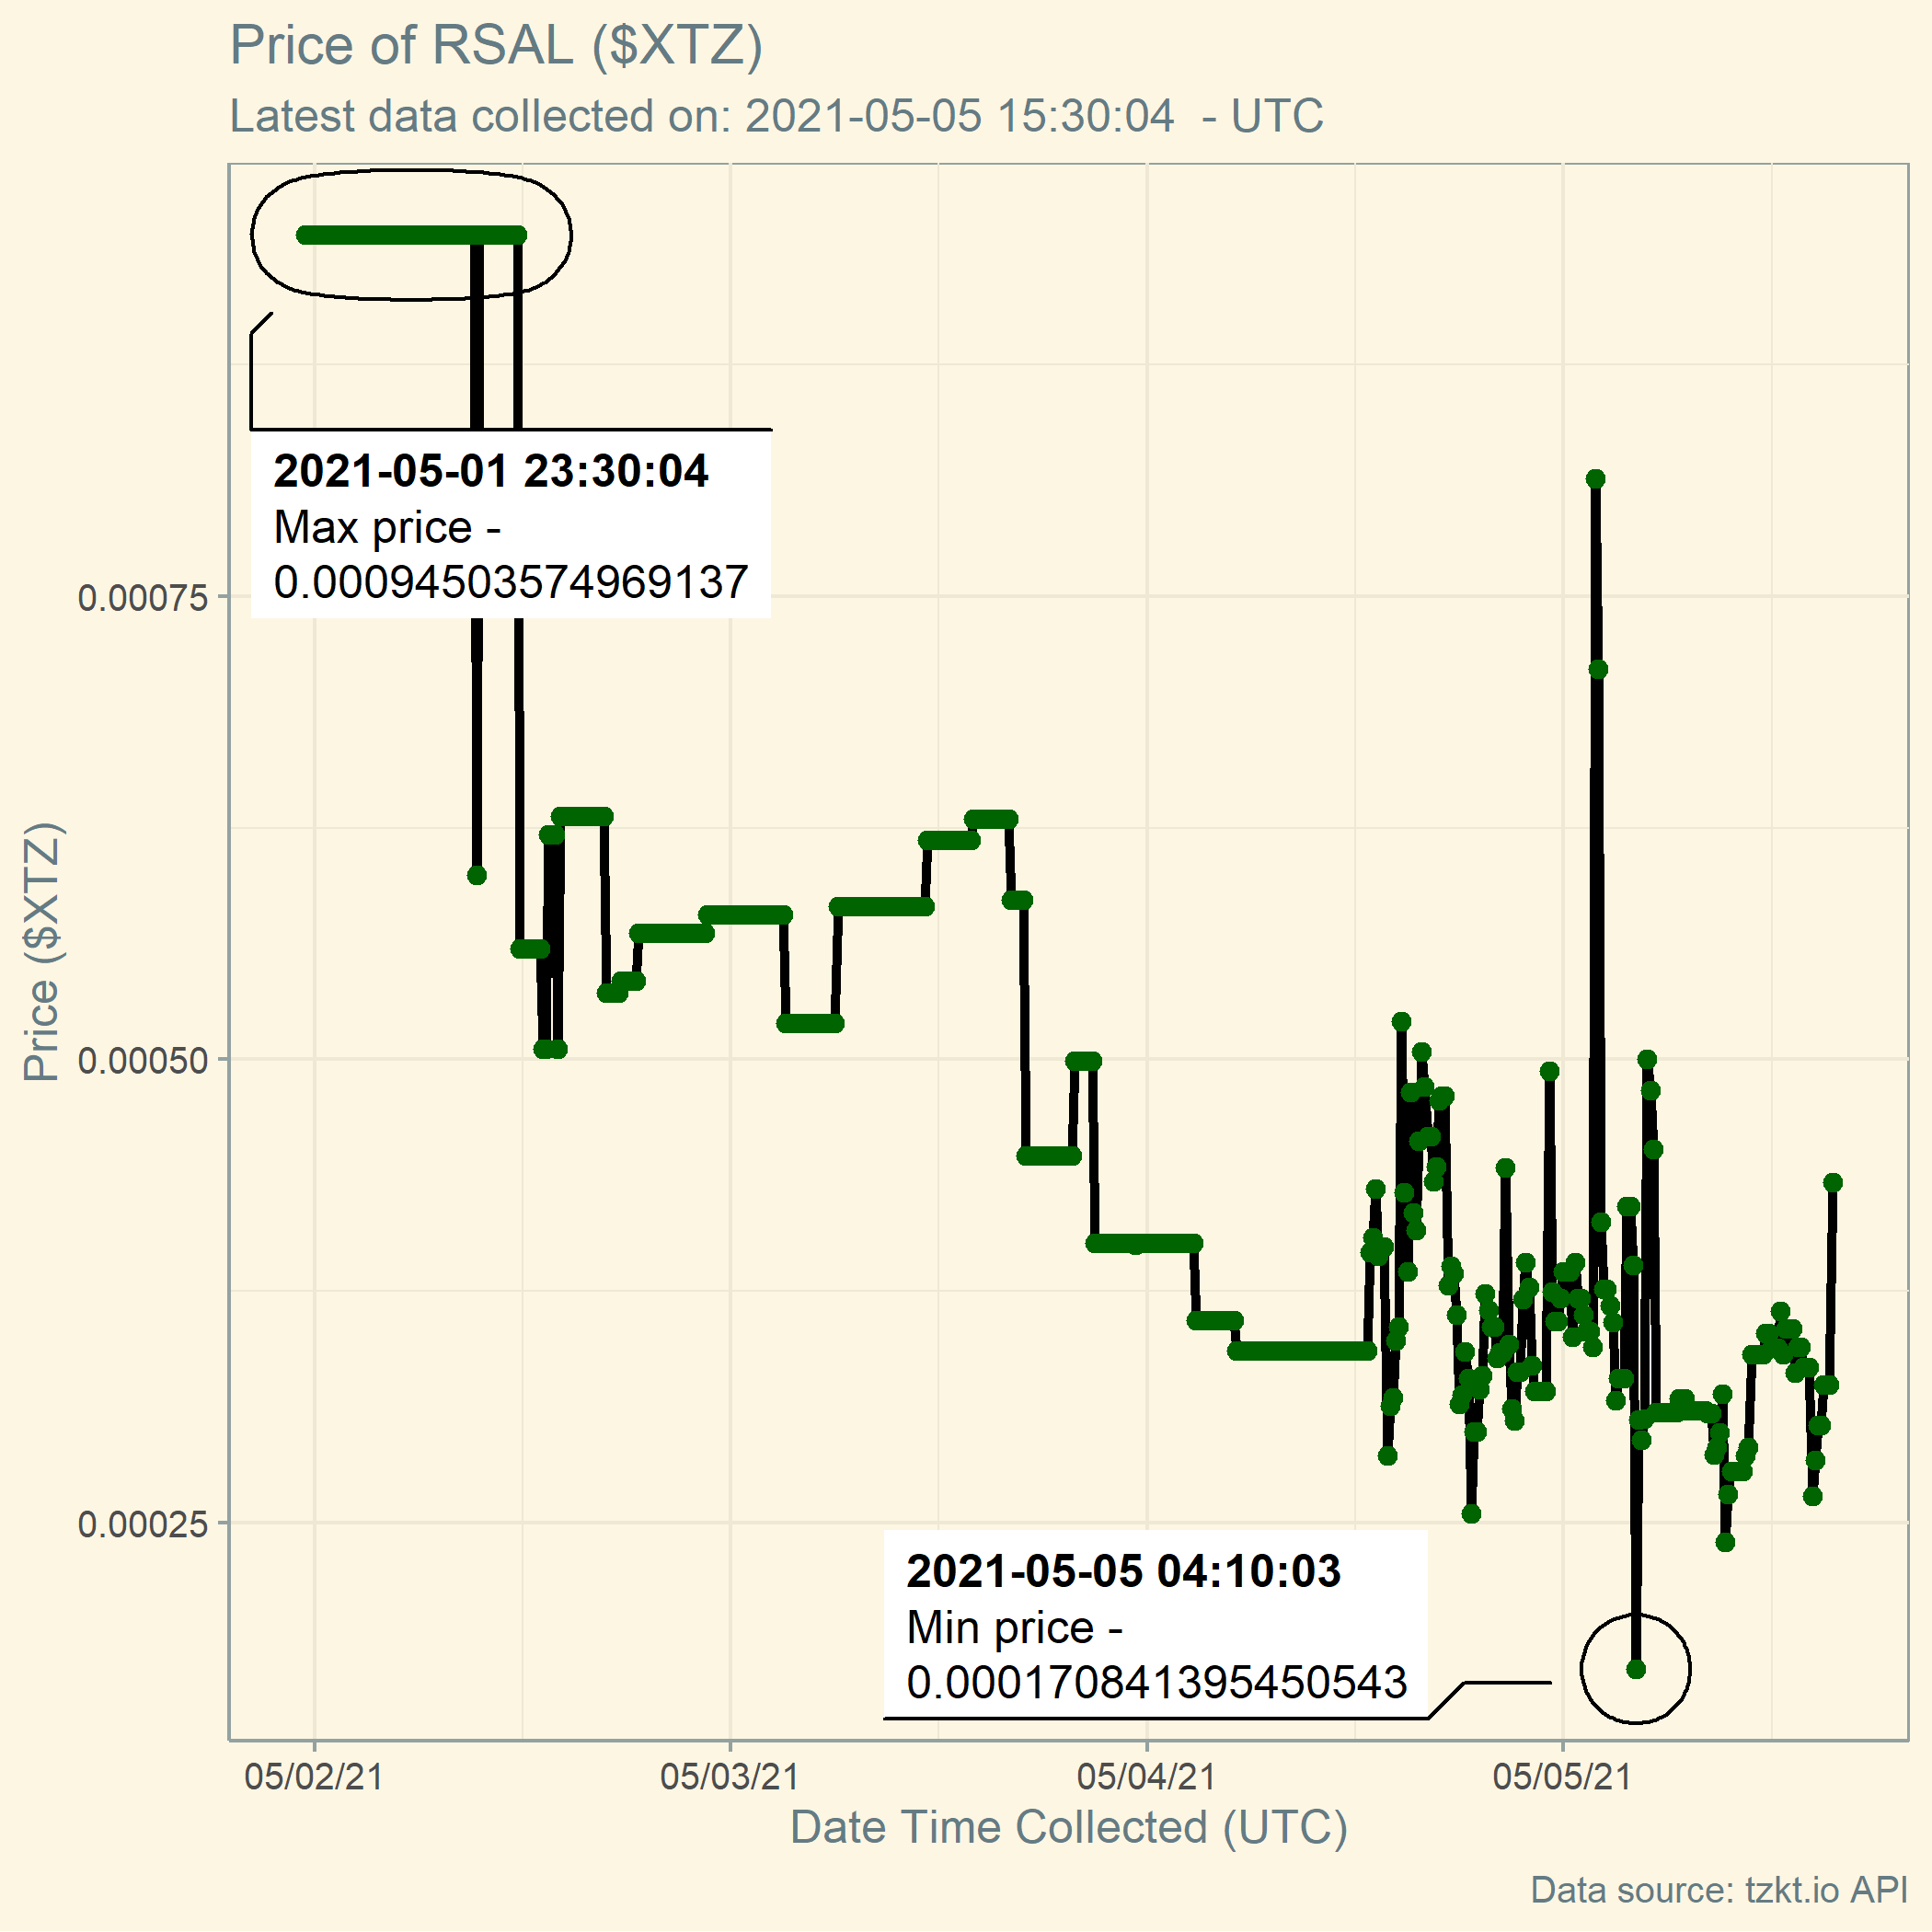 Price of RSAL ($XTZ)
Latest data collected on: 2021-05-05 15:30:04  - UTC
2021-05-01 23:30:04
Max price -
0.00094503574969137
0.00075
0.00050
0.00025
Price ($XTZ)
2021-05-05 04:10:03
Min price -
0.000170841395450543
05/02/21
05/03/21
05/04/21
05/05/21
Date Time Collected (UTC)
Data source: tzkt.io API